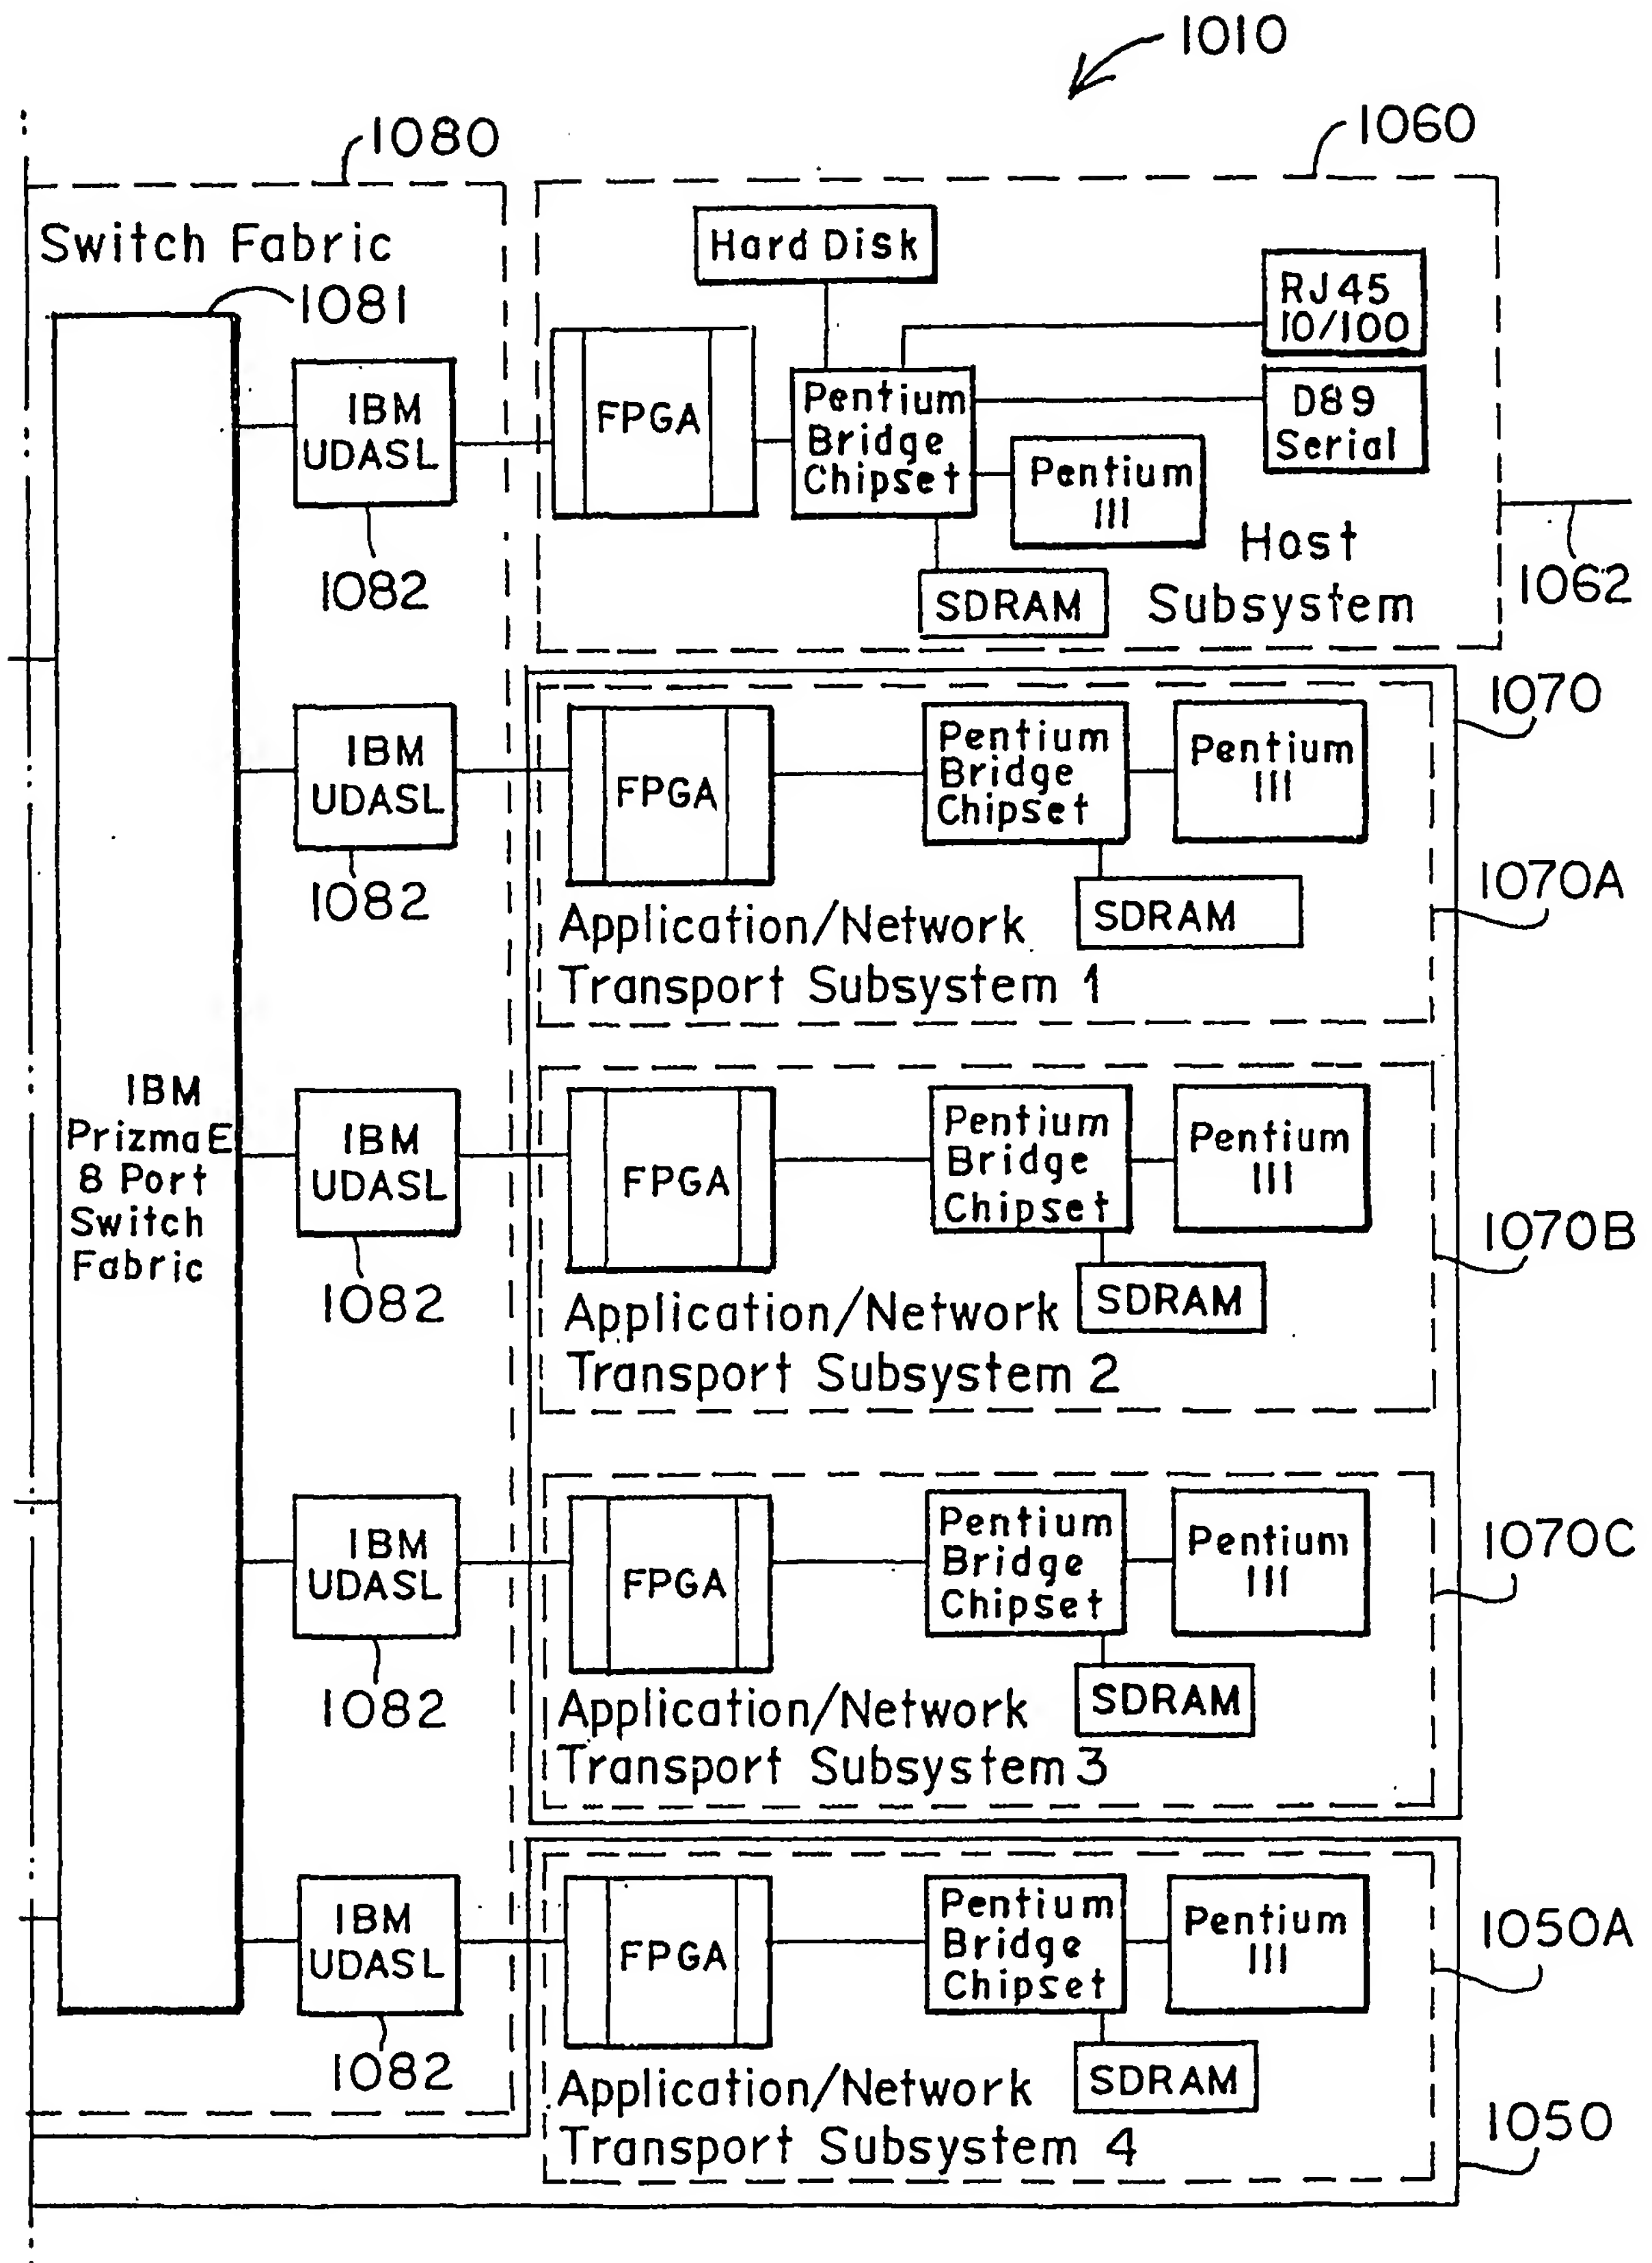 1010
1080
1060
Switch Fabric
1081
Hard Disk
RJ45
10/100
IBM
UDASL
FPGA
Pentium
Bridge
Chipset
D89
Serial
Pentium
III
Host
Subsystem
SDRAM
1062
1082
1070
IBM
UDASL
FPGA
Pentium
Bridge
Chipset
Pentium
III
1082
SDRAM
1070A
Application/Network
Transport Subsystem 1
IBM
PrizmaE
8 Port
Switch
Fabric
IBM
UDASL
FPGA
Pentium
Bridge
Chipset
Pentium
III
1082
SDRAM
1070B
Application/Network
Transport Subsystem 2
IBM
UDASL
FPGA
Pentium
Bridge
Chipset
Pentium
III
1070C
1082
SDRAM
Application/Network
Transport Subsystem 3
IBM
UDASL
FPGA
Pentium
Bridge
Chipset
Pentium
III
1050A
1082
SDRAM
Application/Network
Transport Subsystem 4
1050